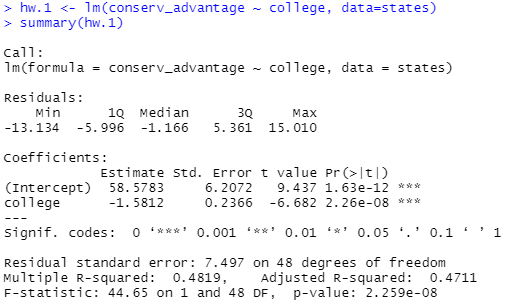 > hw.1 <- lm(conserv_advantage ~ college, data=states)
> summary(hw.1)
Call:
lm(formula = conserv_advantage ~ college, data = states)
Residuals:
    Min      1Q  Median      3Q     Max
-13.134  -5.996  -1.166   5.361  15.010
Coefficients:
            Estimate Std. Error t value Pr(>|t|)
(Intercept)  58.5783     6.2072   9.437 1.63e-12 ***
college      -1.5812     0.2366  -6.682 2.26e-08 ***
---
Signif. codes:  0 ‘***’ 0.001 ‘**’ 0.01 ‘*’ 0.05 ‘.’ 0.1 ‘ ’ 1
Residual standard error: 7.497 on 48 degrees of freedom
Multiple R-squared:  0.4819,    Adjusted R-squared:  0.4711
F-statistic: 44.65 on 1 and 48 DF,  p-value: 2.259e-08